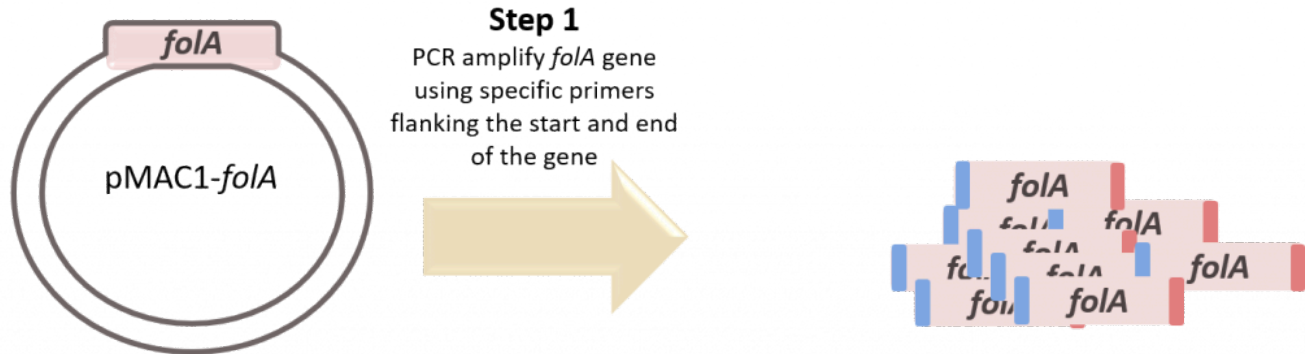 folA
pMAC1-folA
Step 1
PCR amplify folA gene
using specific primers
flanking the start and end
of the gene
folA
folA
folA
folA
folA
folA